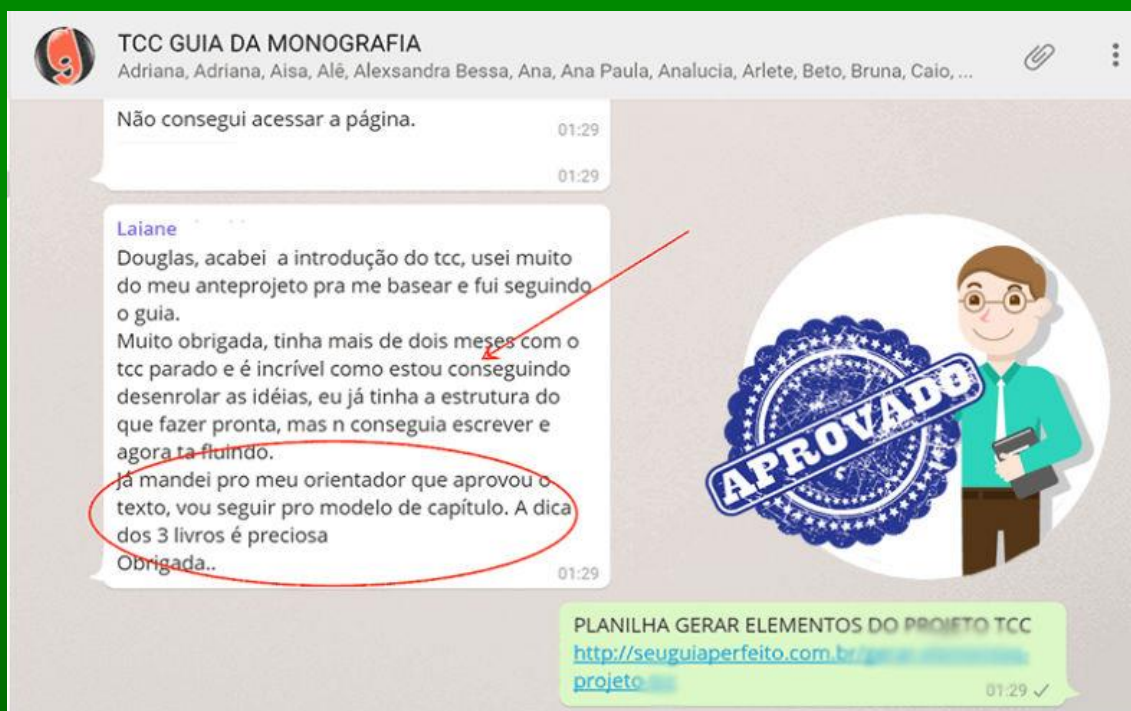 TCC GUIA DA MONOGRAFIA
Adriana, Adriana, Aisa, Alê, Alexsandra Bessa, Ana, Ana Paula, Analucia, Arlete, Beto, Bruna, Caio, ...
Não consegui acessar a página.
01:29
01:29
Laiane
Douglas, acabei a introdução do tcc, usei muito
do meu anteprojeto pra me basear e fui seguindo
o guia.
Muito obrigada, tinha mais de dois meses com o
tcc parado e é incrível como estou conseguindo
desenrolar as idéias, eu já tinha a estrutura do
que fazer pronta, mas n conseguia escrever e
agora ta fluindo.
Já mandei pro meu orientador que aprovou o
texto, vou seguir pro modelo de capítulo. A dica
dos 3 livros é preciosa
Obrigada..
01:29
APROVADO
PLANILHA GERAR ELEMENTOS DO PROJETO TCC
http://seuguiaperfeito.com.br/
projeto
01:29